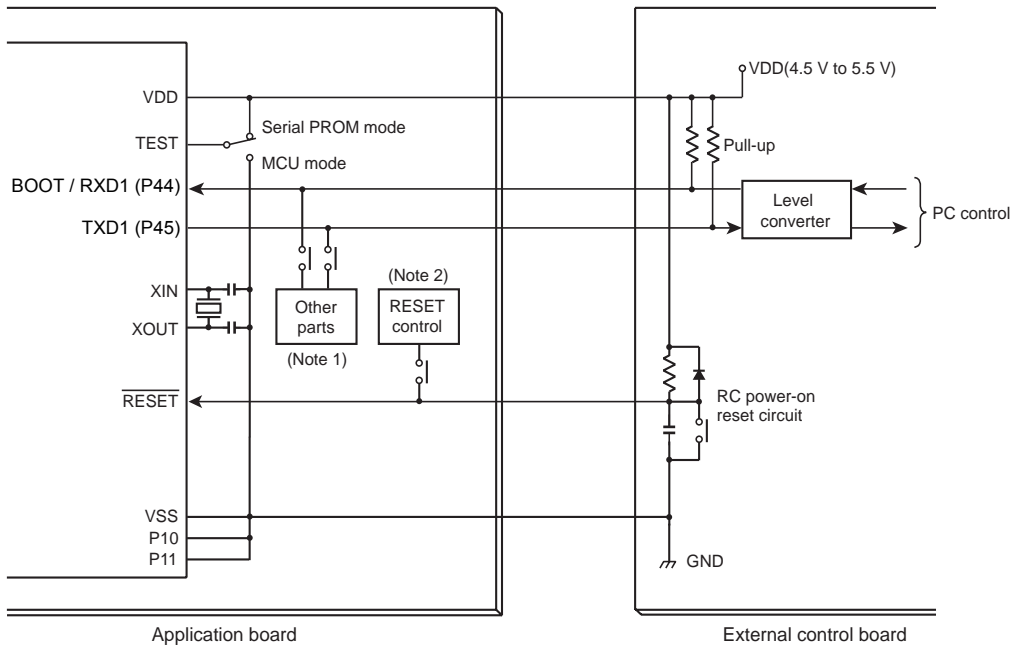 VDD
TEST
BOOT / RXD1 (P44)
TXD1 (P45)
XIN
XOUT
RESET
VSS
P10
P11
Serial PROM mode
MCU mode
Other
parts
(Note 1)
(Note 2)
RESET
control
Application board
VDD(4.5 V to 5.5 V)
Pull-up
Level
converter
PC control
RC power-on
reset circuit
GND
External control board